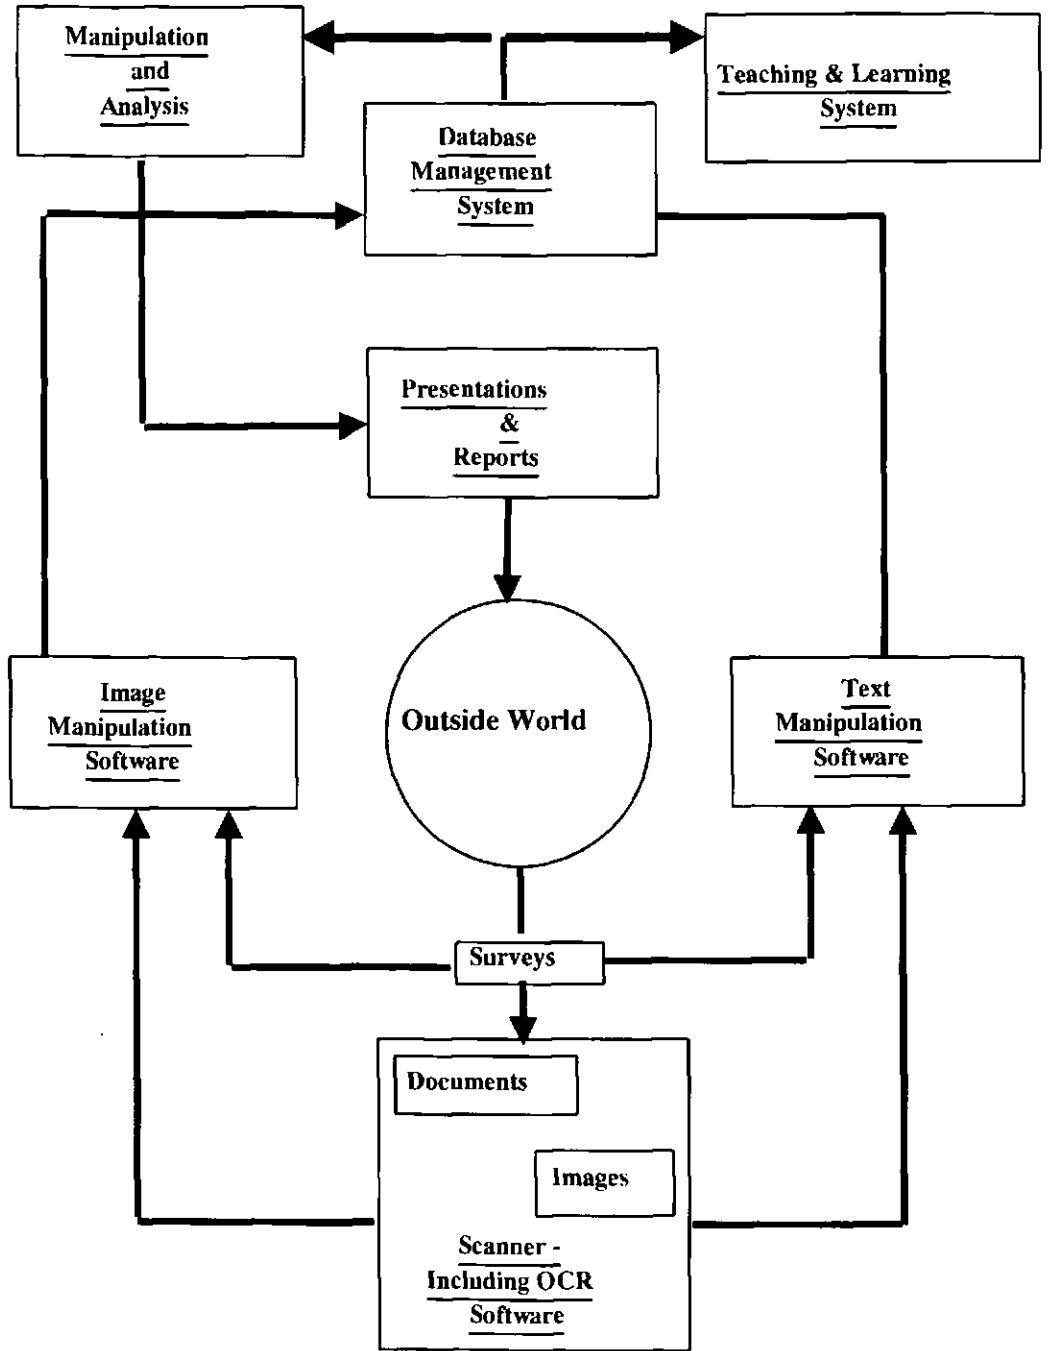 Manipulation
and
Analysis
Teaching & Learning
System
Database
Management
System
Presentations
&
Reports
Image
Manipulation
Software
Outside World
Text
Manipulation
Software
Surveys
Documents
Images
Scanner -
Including OCR
Software